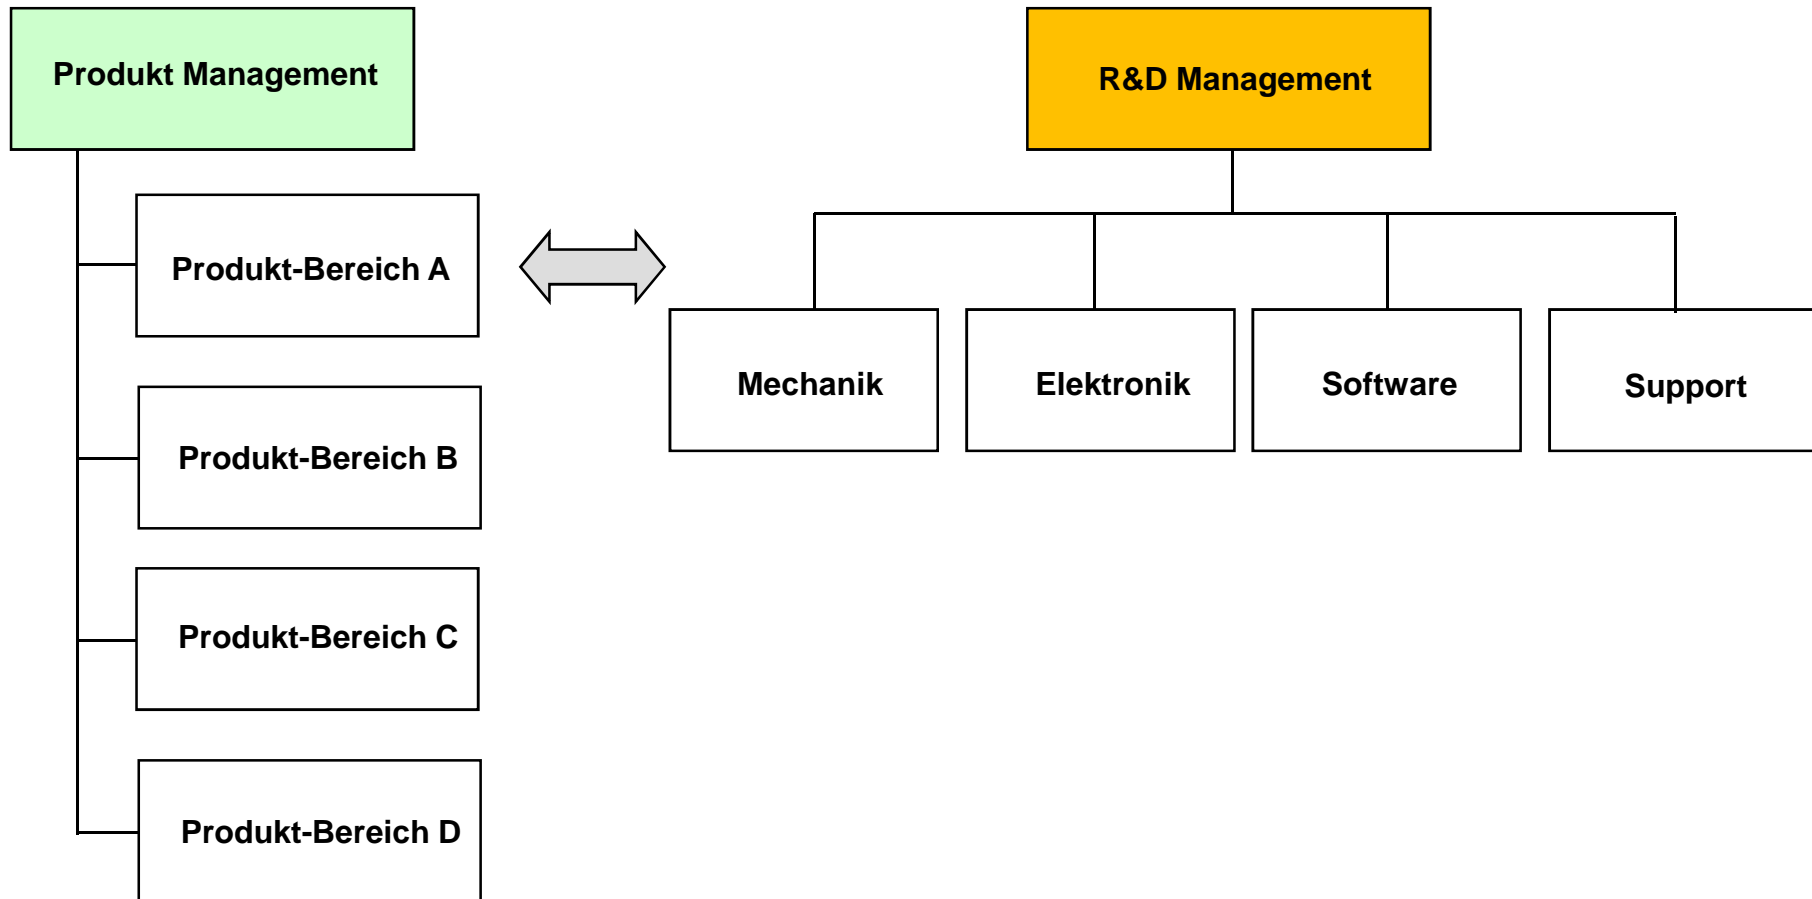 Produkt Management
R&D Management
Produkt-Bereich A
Produkt-Bereich B
Produkt-Bereich C
Produkt-Bereich D
Mechanik
Elektronik
Software
Support